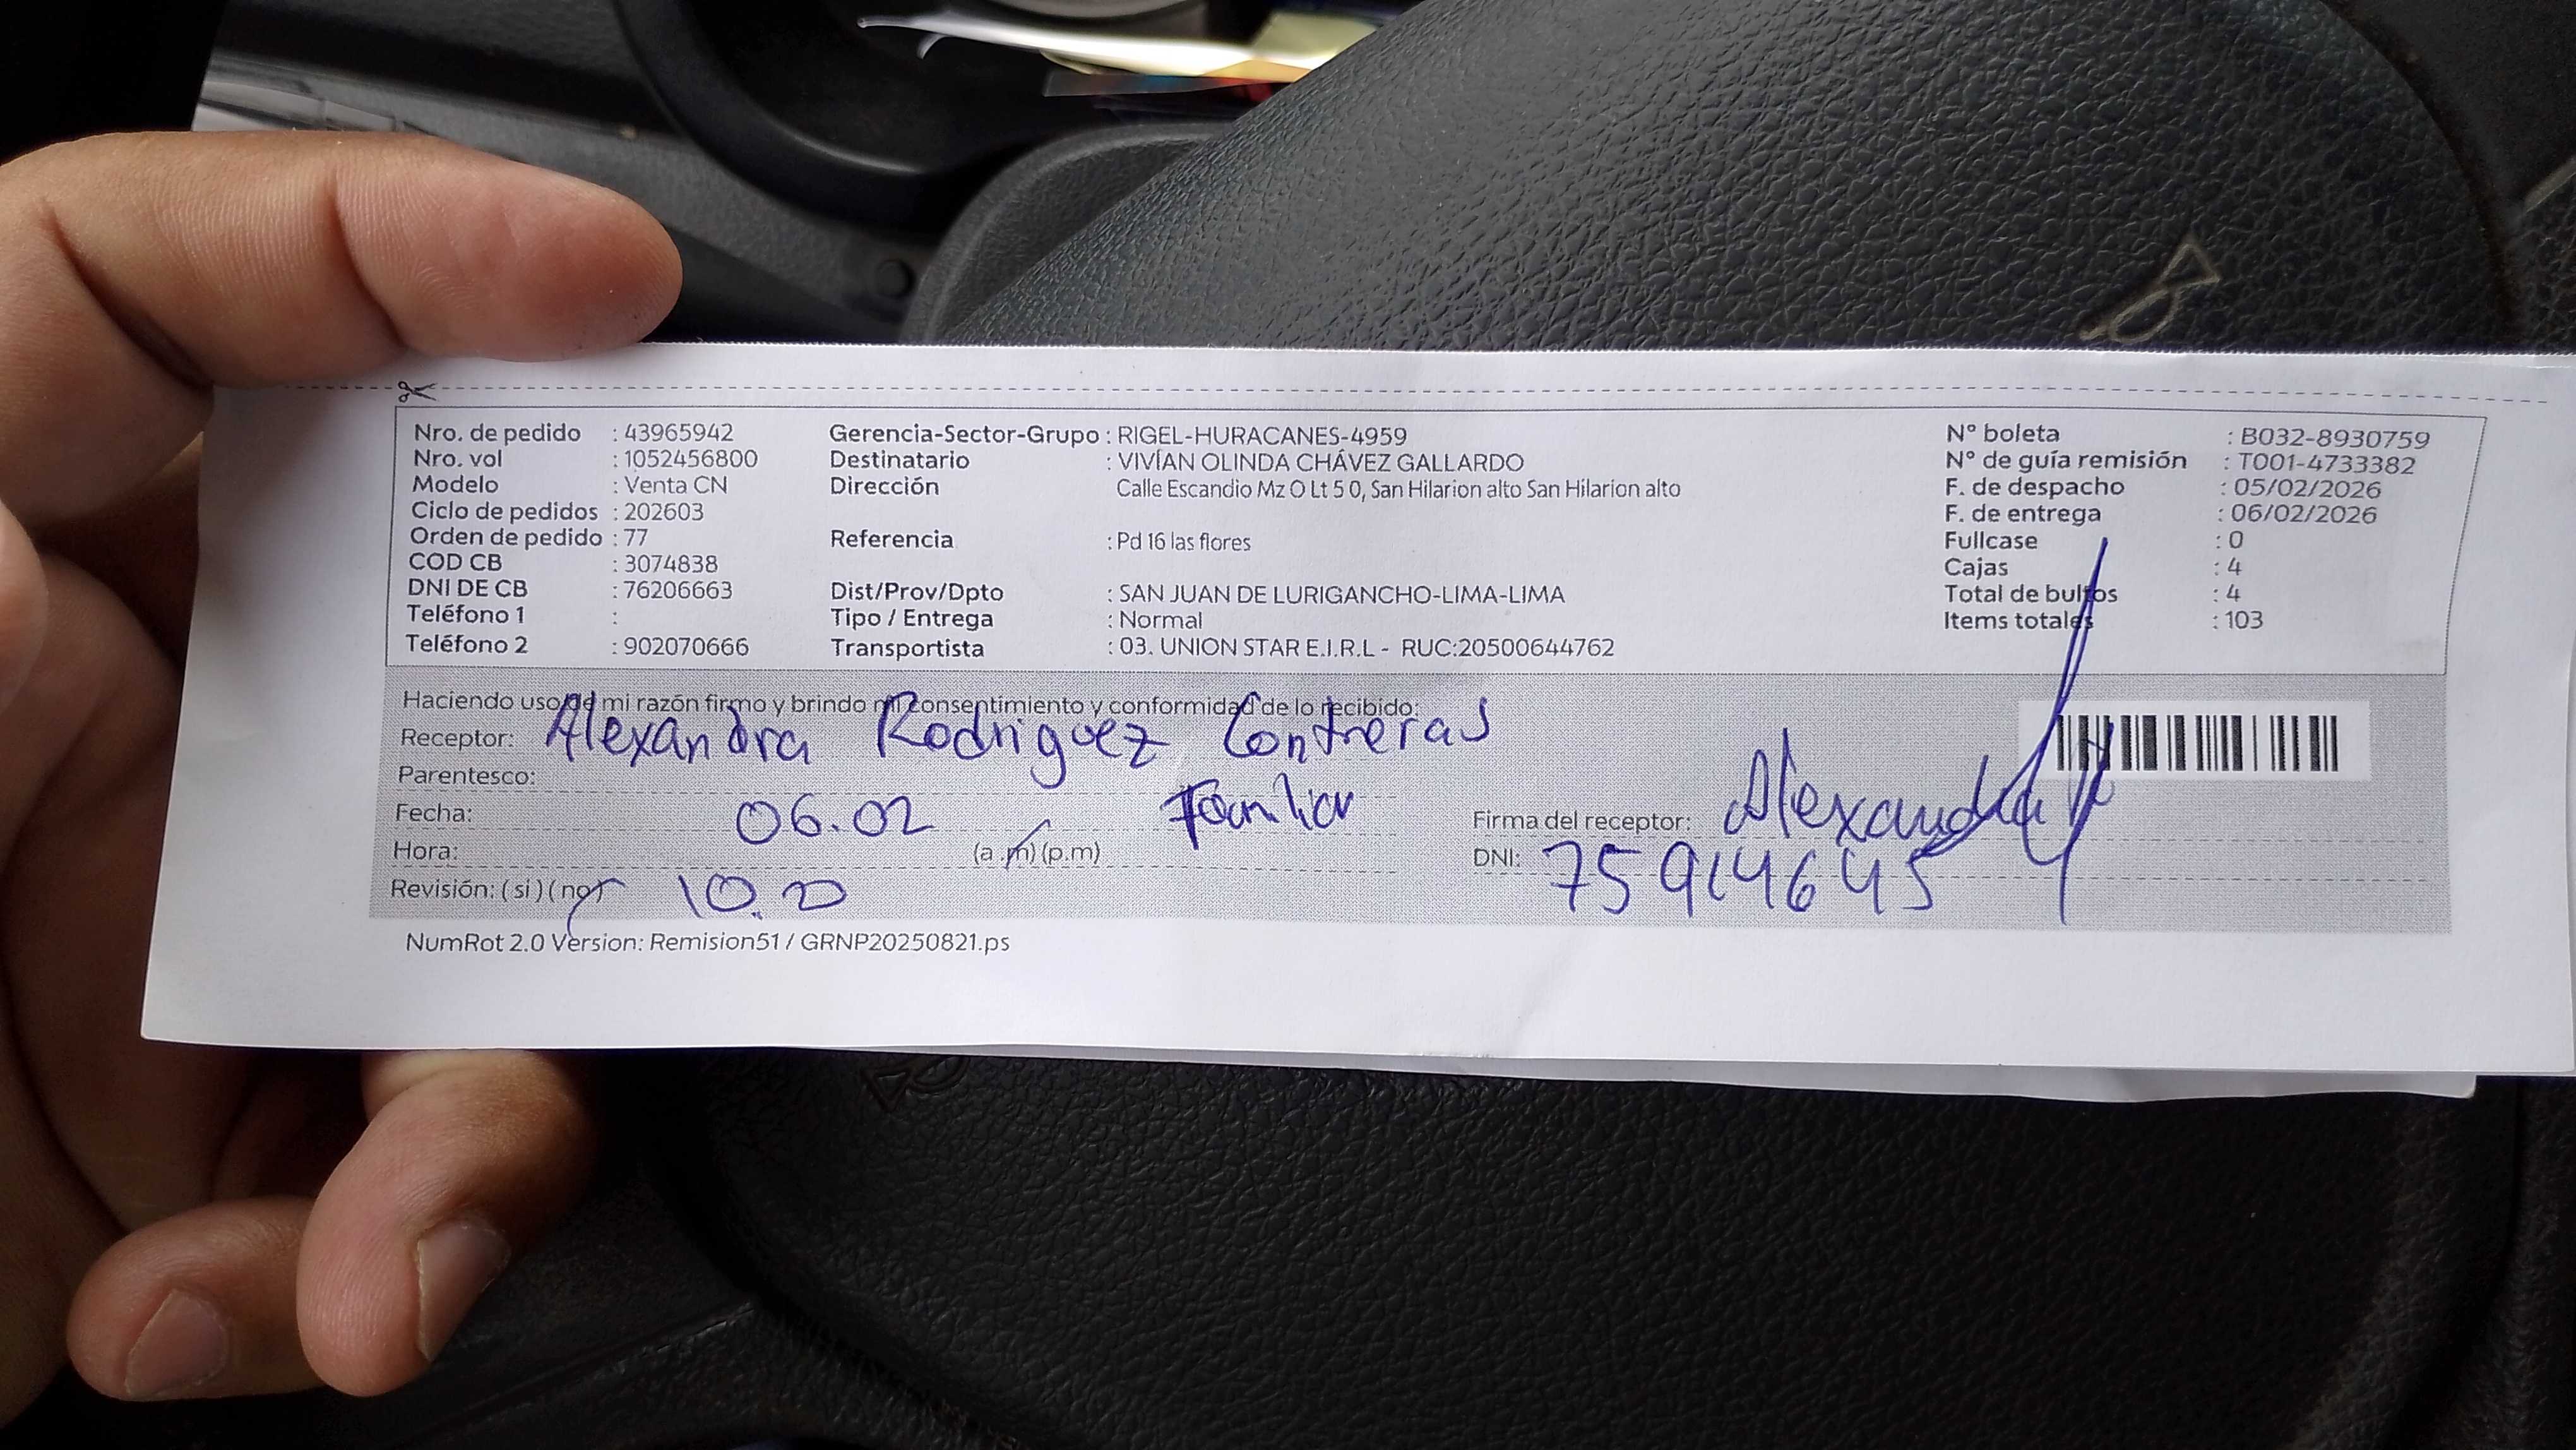 Nro. de pedido : 43965942
Nro. vol : 1052456800
Modelo : Venta CN
Ciclo de pedidos : 202603
Orden de pedido : 77
COD CB : 3074838
DNI DE CB : 76206663
Teléfono 1 :
Teléfono 2 : 902070666
Gerencia-Sector-Grupo : RIGEL-HURACANES-4959
Destinatario : VIVÍAN OLINDA CHÁVEZ GALLARDO
Dirección Calle Escandio Mz O Lt 5 0, San Hilarion alto San Hilarion alto
Referencia : Pd 16 las flores
Dist/Prov/Dpto : SAN JUAN DE LURIGANCHO-LIMA-LIMA
Tipo / Entrega : Normal
Transportista : 03. UNION STAR E.I.R.L - RUC:20500644762
N° boleta : B032-8930759
N° de guía remisión : T001-4733382
F. de despacho : 05/02/2026
F. de entrega : 06/02/2026
Fullcase : 0
Cajas : 4
Total de bultos : 4
Items totales : 103
Haciendo uso de mi razón firmo y brindo mi consentimiento y conformidad de lo recibido:
Receptor: Alexandra Rodriguez Contreras
Parentesco: Familiar
Fecha: 06.02
Hora: (a.m) (p.m)
Revisión: ( si ) ( no ) 10.20
Firma del receptor: Alexandra
DNI: 75914645
NumRot 2.0 Version: Remision51 / GRNP20250821.ps